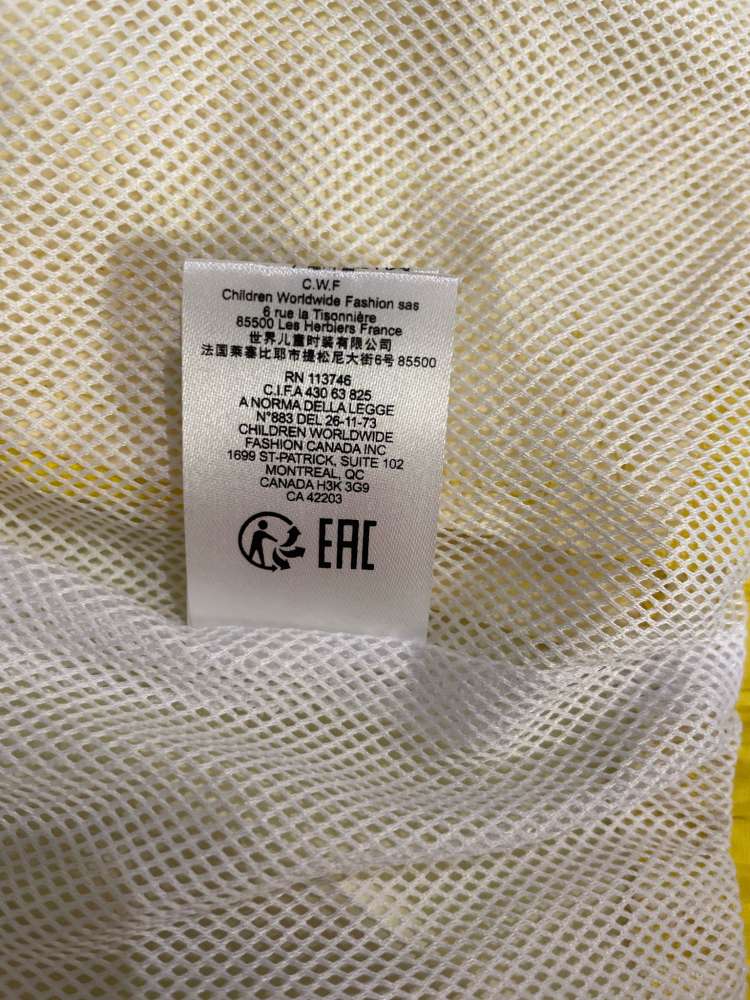 C.W.F
Children Worldwide Fashion sas
6 rue la Tisonnière
85500 Les Herbiers France
世界儿童时装有限公司
法国莱塞比耶市提松尼大街6号 85500
RN 113746
C.I.F.A 430 63 825
A NORMA DELLA LEGGE
N°883 DEL 26-11-73
CHILDREN WORLDWIDE
FASHION CANADA INC
1699 ST-PATRICK, SUITE 102
MONTREAL, QC
CANADA H3K 3G9
CA 42203
EAC